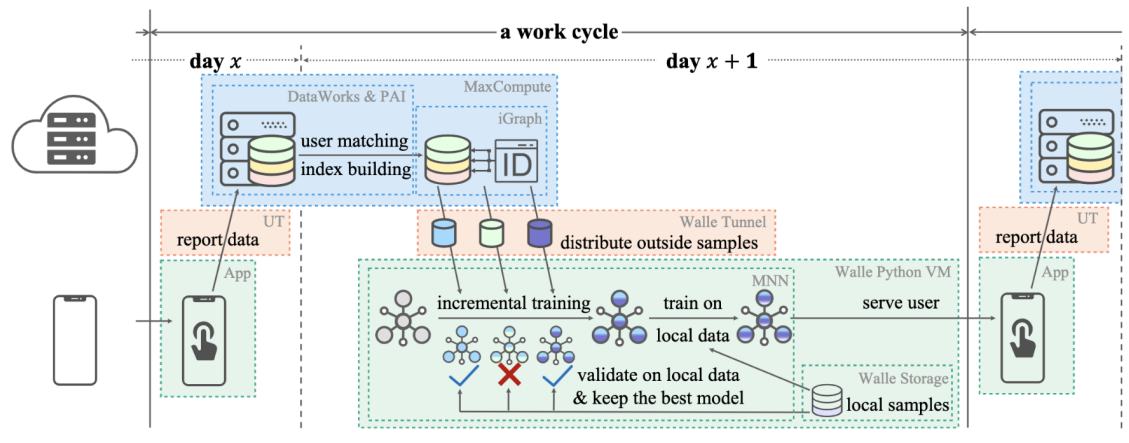 a work cycle
day x
day x + 1
MaxCompute
DataWorks & PAI
iGraph
user matching
index building
ID
UT
report data
Walle Tunnel
distribute outside samples
UT
report data
App
Walle Python VM
MNN
incremental training
train on
local data
serve user
validate on local data
& keep the best model
Walle Storage
local samples
App